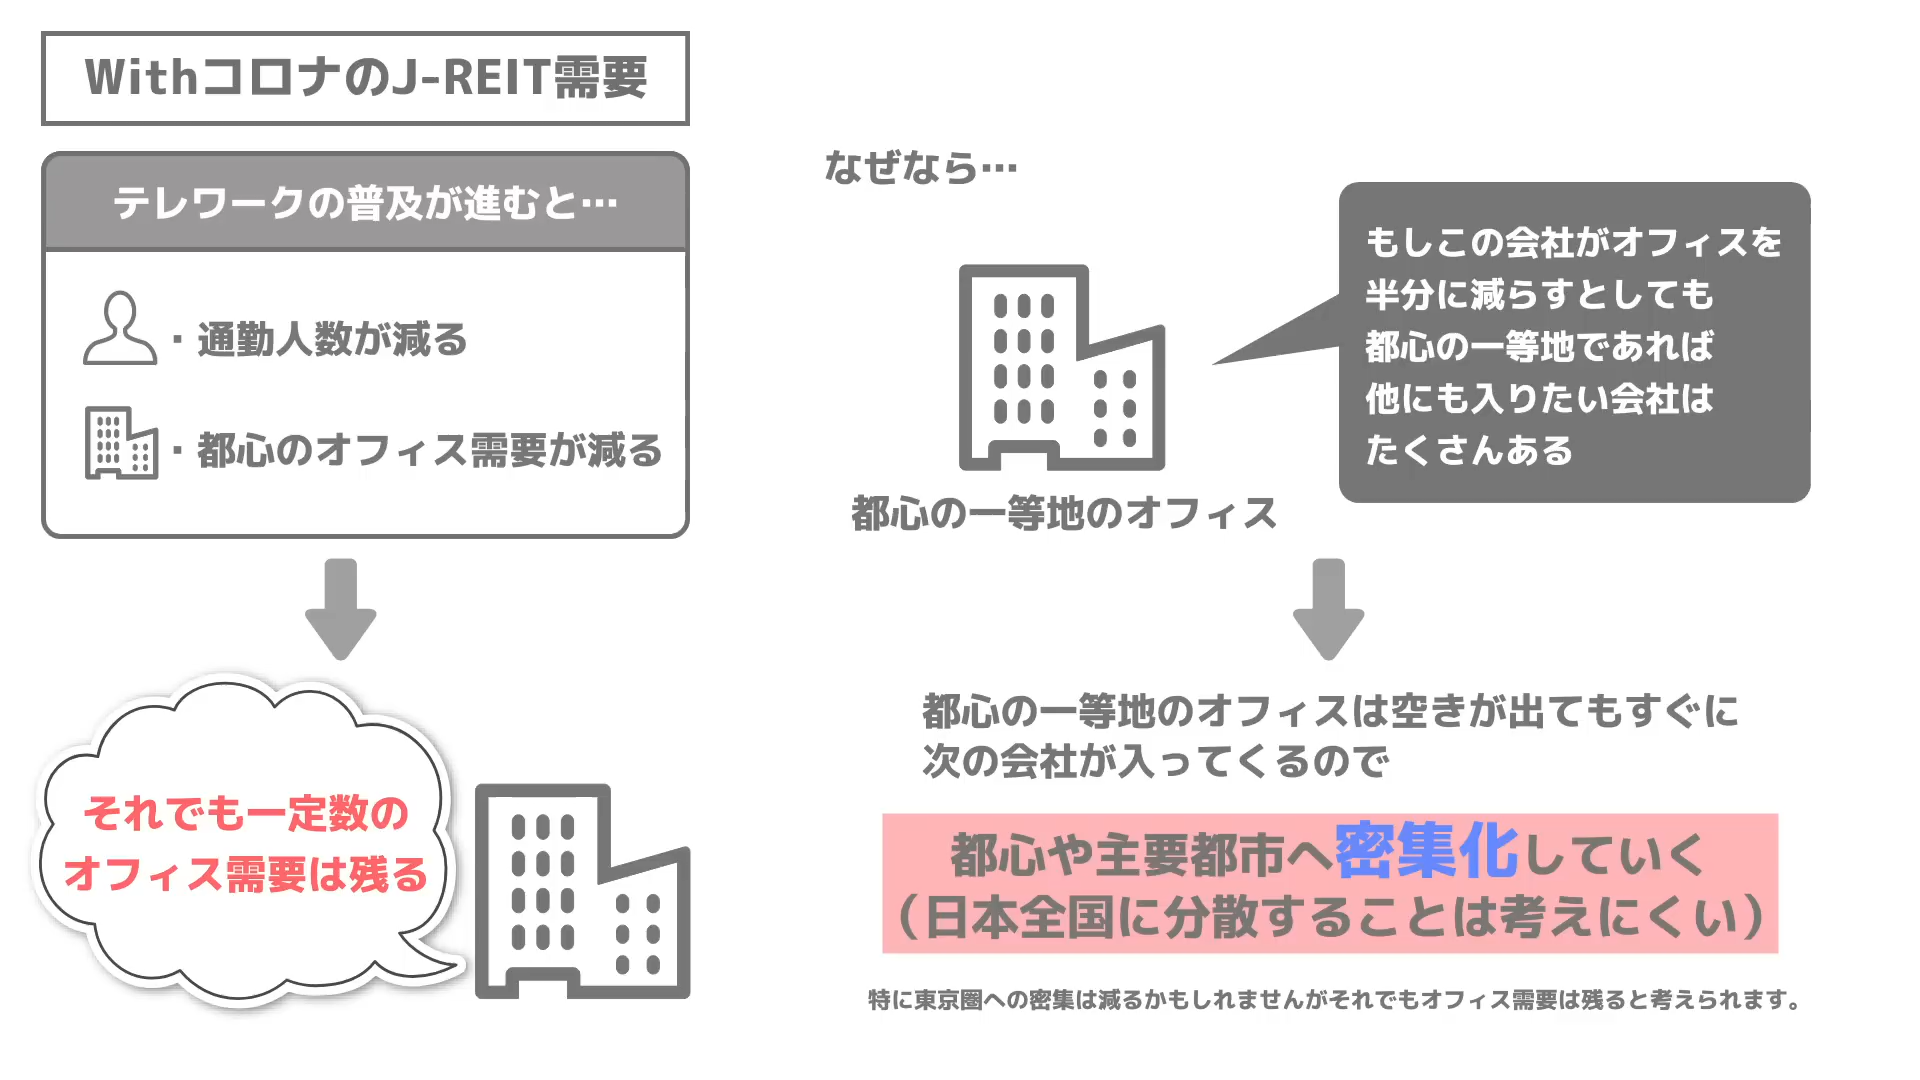 WithコロナのJ-REIT需要
テレワークの普及が進むと…
・通勤人数が減る
・都心のオフィス需要が減る
それでも一定数の
オフィス需要は残る
なぜなら…
もしこの会社がオフィスを
半分に減らすとしても
都心の一等地であれば
他にも入りたい会社は
たくさんある
都心の一等地のオフィス
都心の一等地のオフィスは空きが出てもすぐに
次の会社が入ってくるので
都心や主要都市へ密集化していく
（日本全国に分散することは考えにくい）
特に東京圏への密集は減るかもしれませんがそれでもオフィス需要は残ると考えられます。